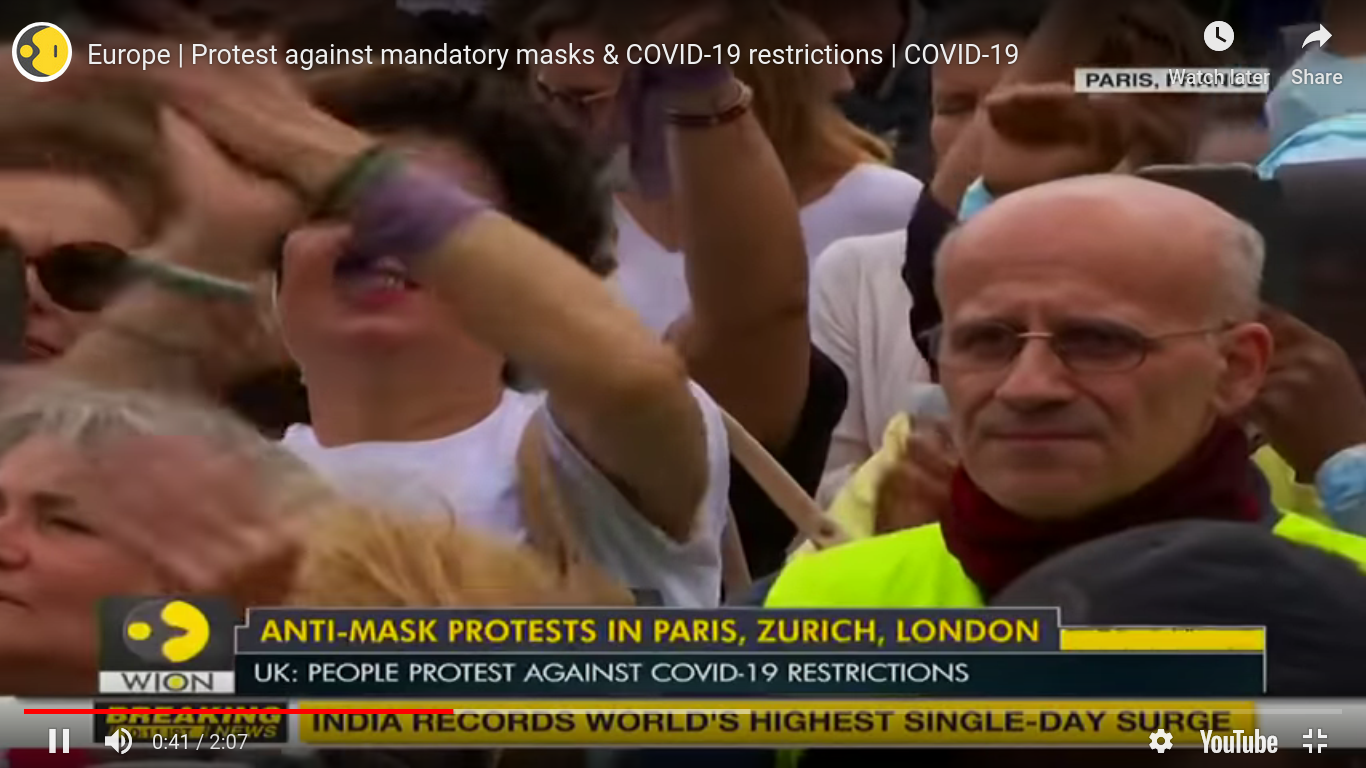 Europe | Protest against mandatory masks & COVID-19 restrictions | COVID-19
Watch later
Share
PARIS, FRANCE
ANTI-MASK PROTESTS IN PARIS, ZURICH, LONDON
UK: PEOPLE PROTEST AGAINST COVID-19 RESTRICTIONS
WION
BREAKING
NEWS
INDIA RECORDS WORLD'S HIGHEST SINGLE-DAY SURGE
0:41 / 2:07
YouTube